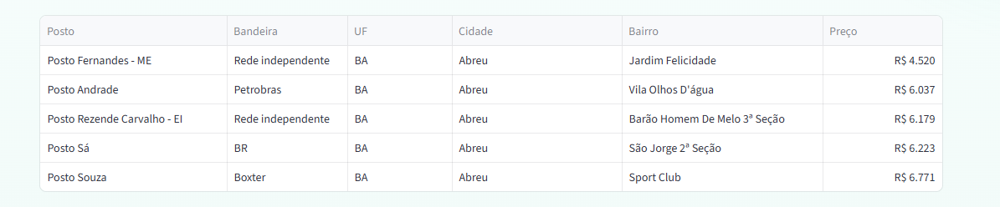 Posto Bandeira UF Cidade Bairro Preço
Posto Fernandes - ME Rede independente BA Abreu Jardim Felicidade R$ 4.520
Posto Andrade Petrobras BA Abreu Vila Olhos D'água R$ 6.037
Posto Rezende Carvalho - EI Rede independente BA Abreu Barão Homem De Melo 3ª Seção R$ 6.179
Posto Sá BR BA Abreu São Jorge 2ª Seção R$ 6.223
Posto Souza Boxter BA Abreu Sport Club R$ 6.771